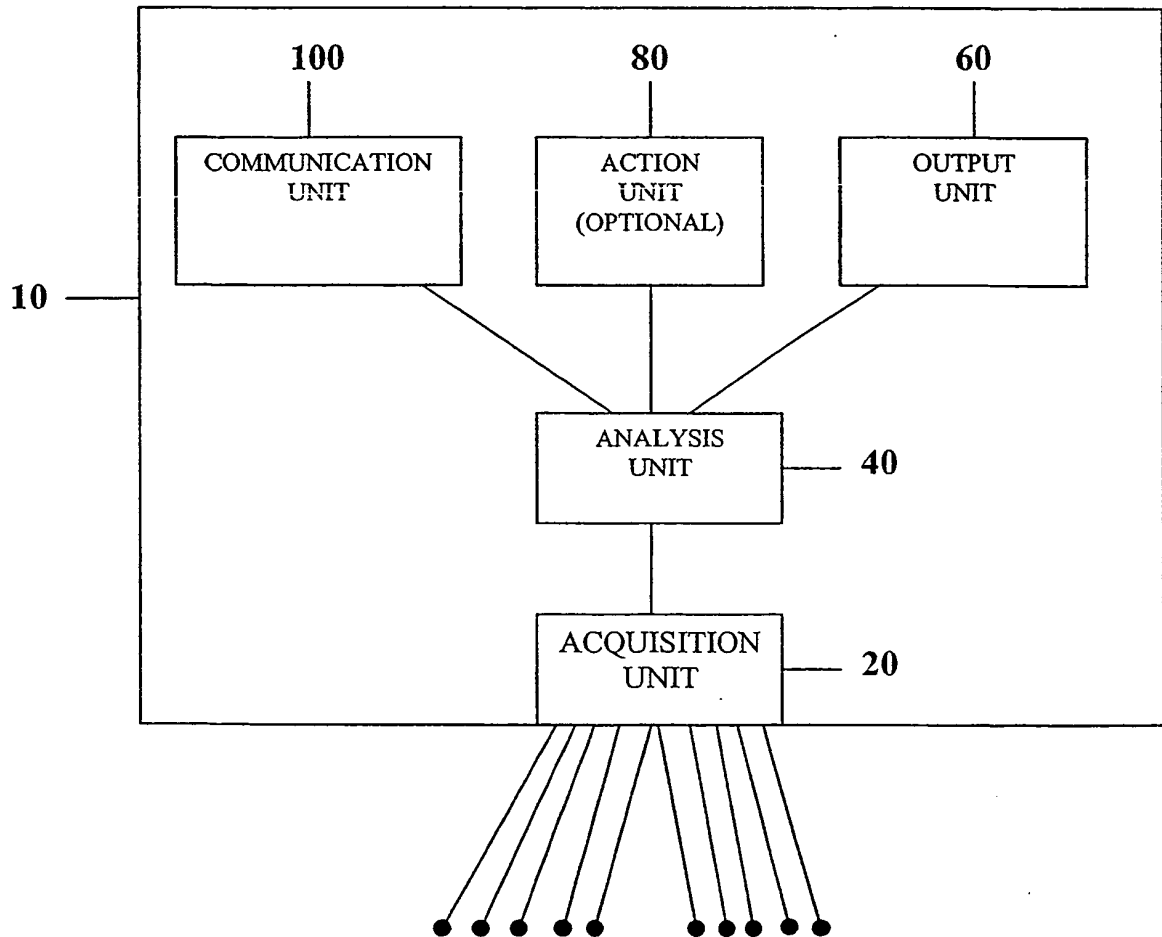 100 80 60
COMMUNICATION UNIT
ACTION UNIT (OPTIONAL)
OUTPUT UNIT
10
ANALYSIS UNIT
40
ACQUISITION UNIT
20